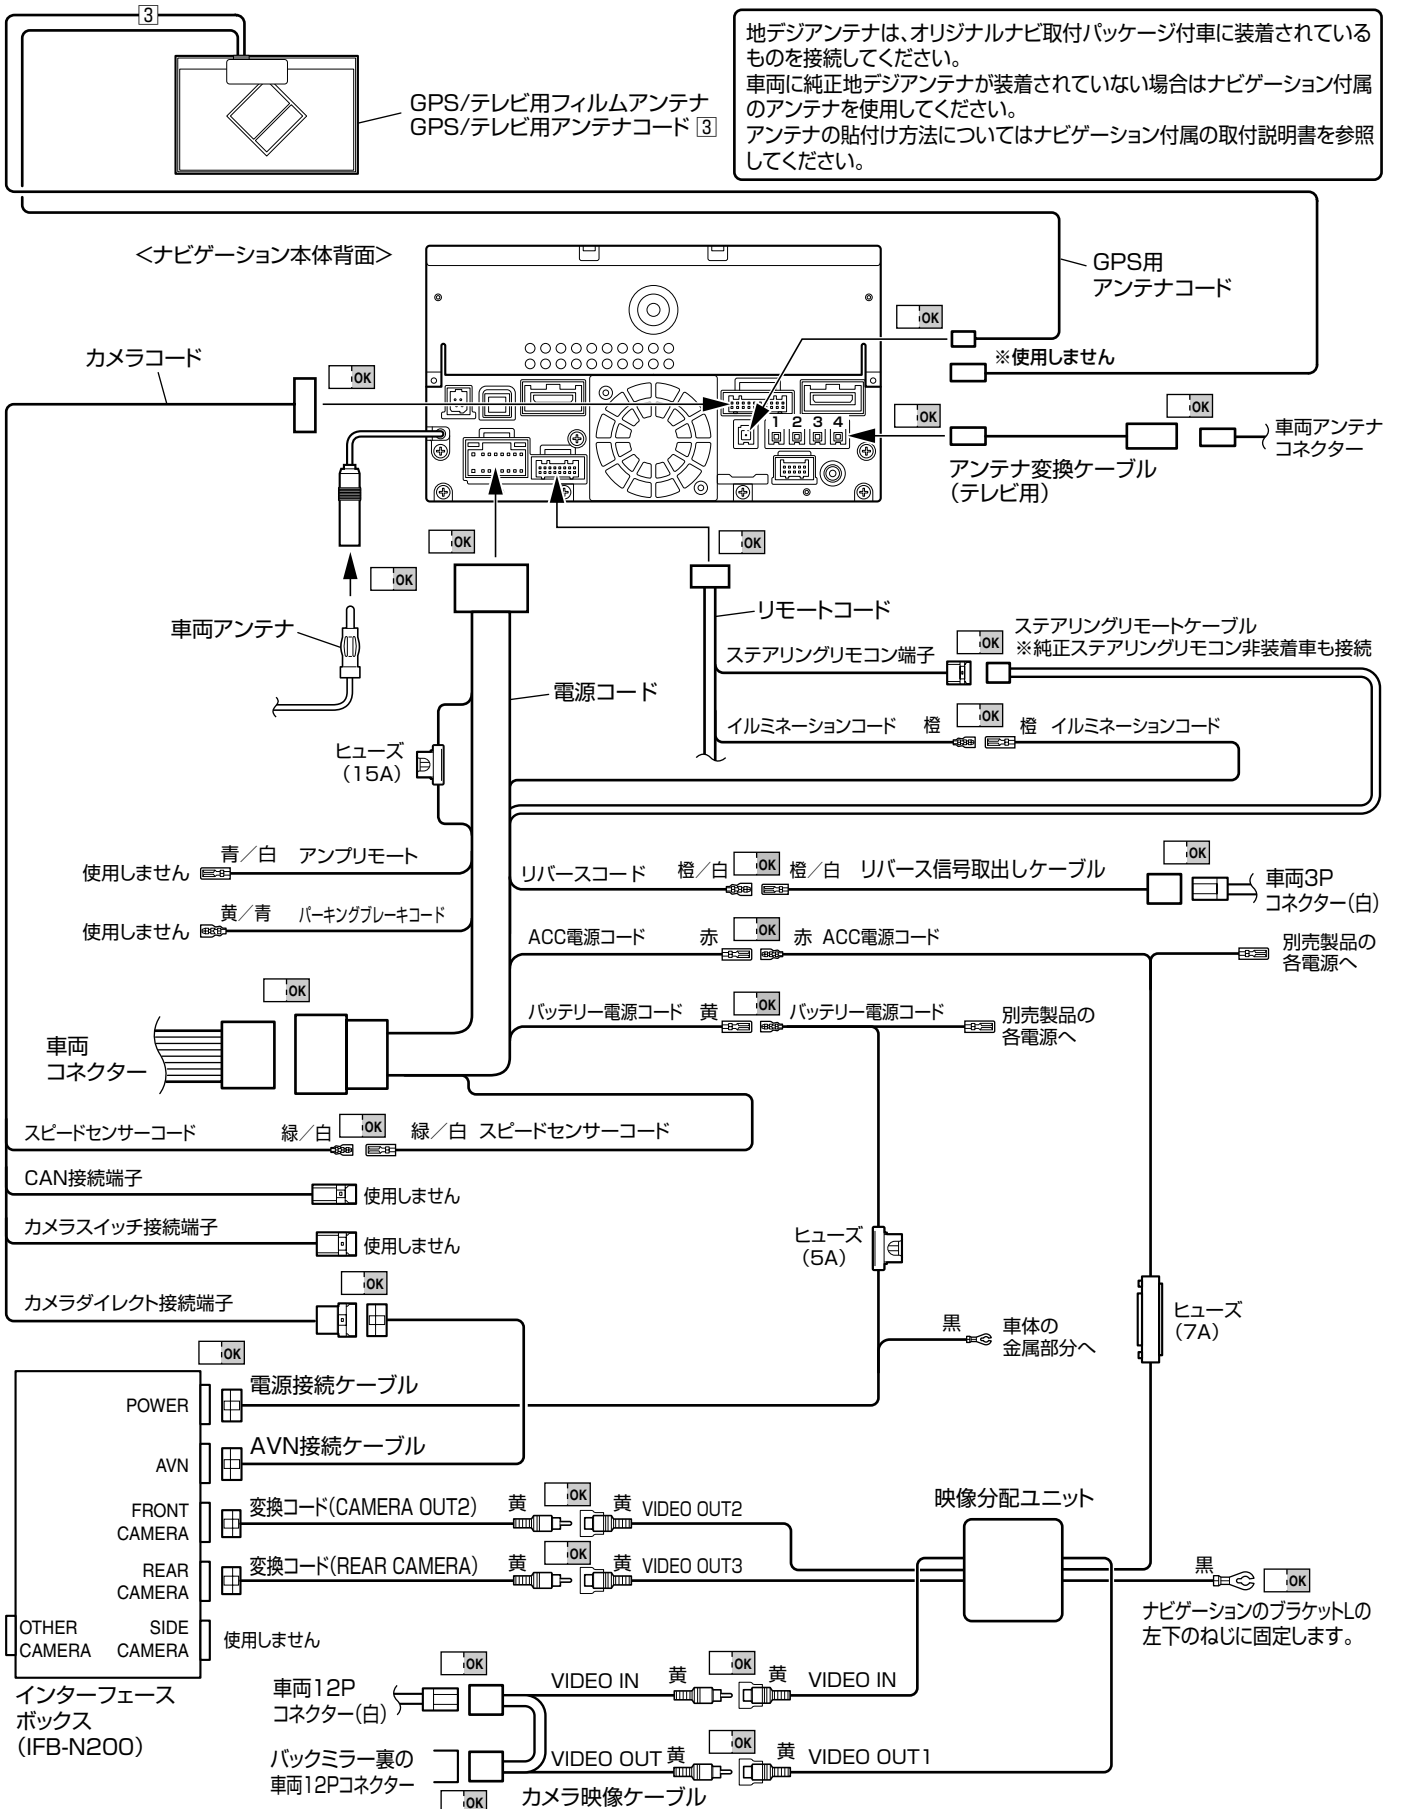 3
地デジアンテナは、オリジナルナビ取付パッケージ付車に装着されている
ものを接続してください。
車両に純正地デジアンテナが装着されていない場合はナビゲーション付属
のアンテナを使用してください。
アンテナの貼付け方法についてはナビゲーション付属の取付説明書を参照
してください。
GPS/テレビ用フィルムアンテナ
GPS/テレビ用アンテナコード 3
<ナビゲーション本体背面>
GPS用
アンテナコード
OK
※使用しません
カメラコード
OK
1 2 3 4
OK
OK
車両アンテナ
コネクター
アンテナ変換ケーブル
(テレビ用)
OK
OK
OK
車両アンテナ
リモートコード
ステアリングリモコン端子
OK
ステアリングリモートケーブル
※純正ステアリングリモコン非装着車も接続
電源コード
イルミネーションコード 橙
OK
橙 イルミネーションコード
ヒューズ
(15A)
使用しません
青/白 アンプリモート
リバースコード 橙/白
OK
橙/白 リバース信号取出しケーブル
OK
車両3P
コネクター(白)
使用しません
黄/青 パーキングブレーキコード
ACC電源コード 赤
OK
赤 ACC電源コード
別売製品の
各電源へ
OK
バッテリー電源コード 黄
OK
バッテリー電源コード
別売製品の
各電源へ
車両
コネクター
スピードセンサーコード 緑/白
OK
緑/白 スピードセンサーコード
CAN接続端子
使用しません
カメラスイッチ接続端子
使用しません
ヒューズ
(5A)
カメラダイレクト接続端子
OK
ヒューズ
(7A)
黒
車体の
金属部分へ
OK
POWER
電源接続ケーブル
AVN
AVN接続ケーブル
FRONT
CAMERA
変換コード(CAMERA OUT2) 黄
OK
黄 VIDEO OUT2
映像分配ユニット
REAR
CAMERA
変換コード(REAR CAMERA) 黄
OK
黄 VIDEO OUT3
黒
OK
ナビゲーションのブラケットLの
左下のねじに固定します。
OTHER
CAMERA
SIDE
CAMERA
使用しません
インターフェース
ボックス
(IFB-N200)
車両12P
コネクター(白)
OK
VIDEO IN 黄
OK
黄 VIDEO IN
バックミラー裏の
車両12Pコネクター
OK
VIDEO OUT 黄
OK
黄 VIDEO OUT1
カメラ映像ケーブル